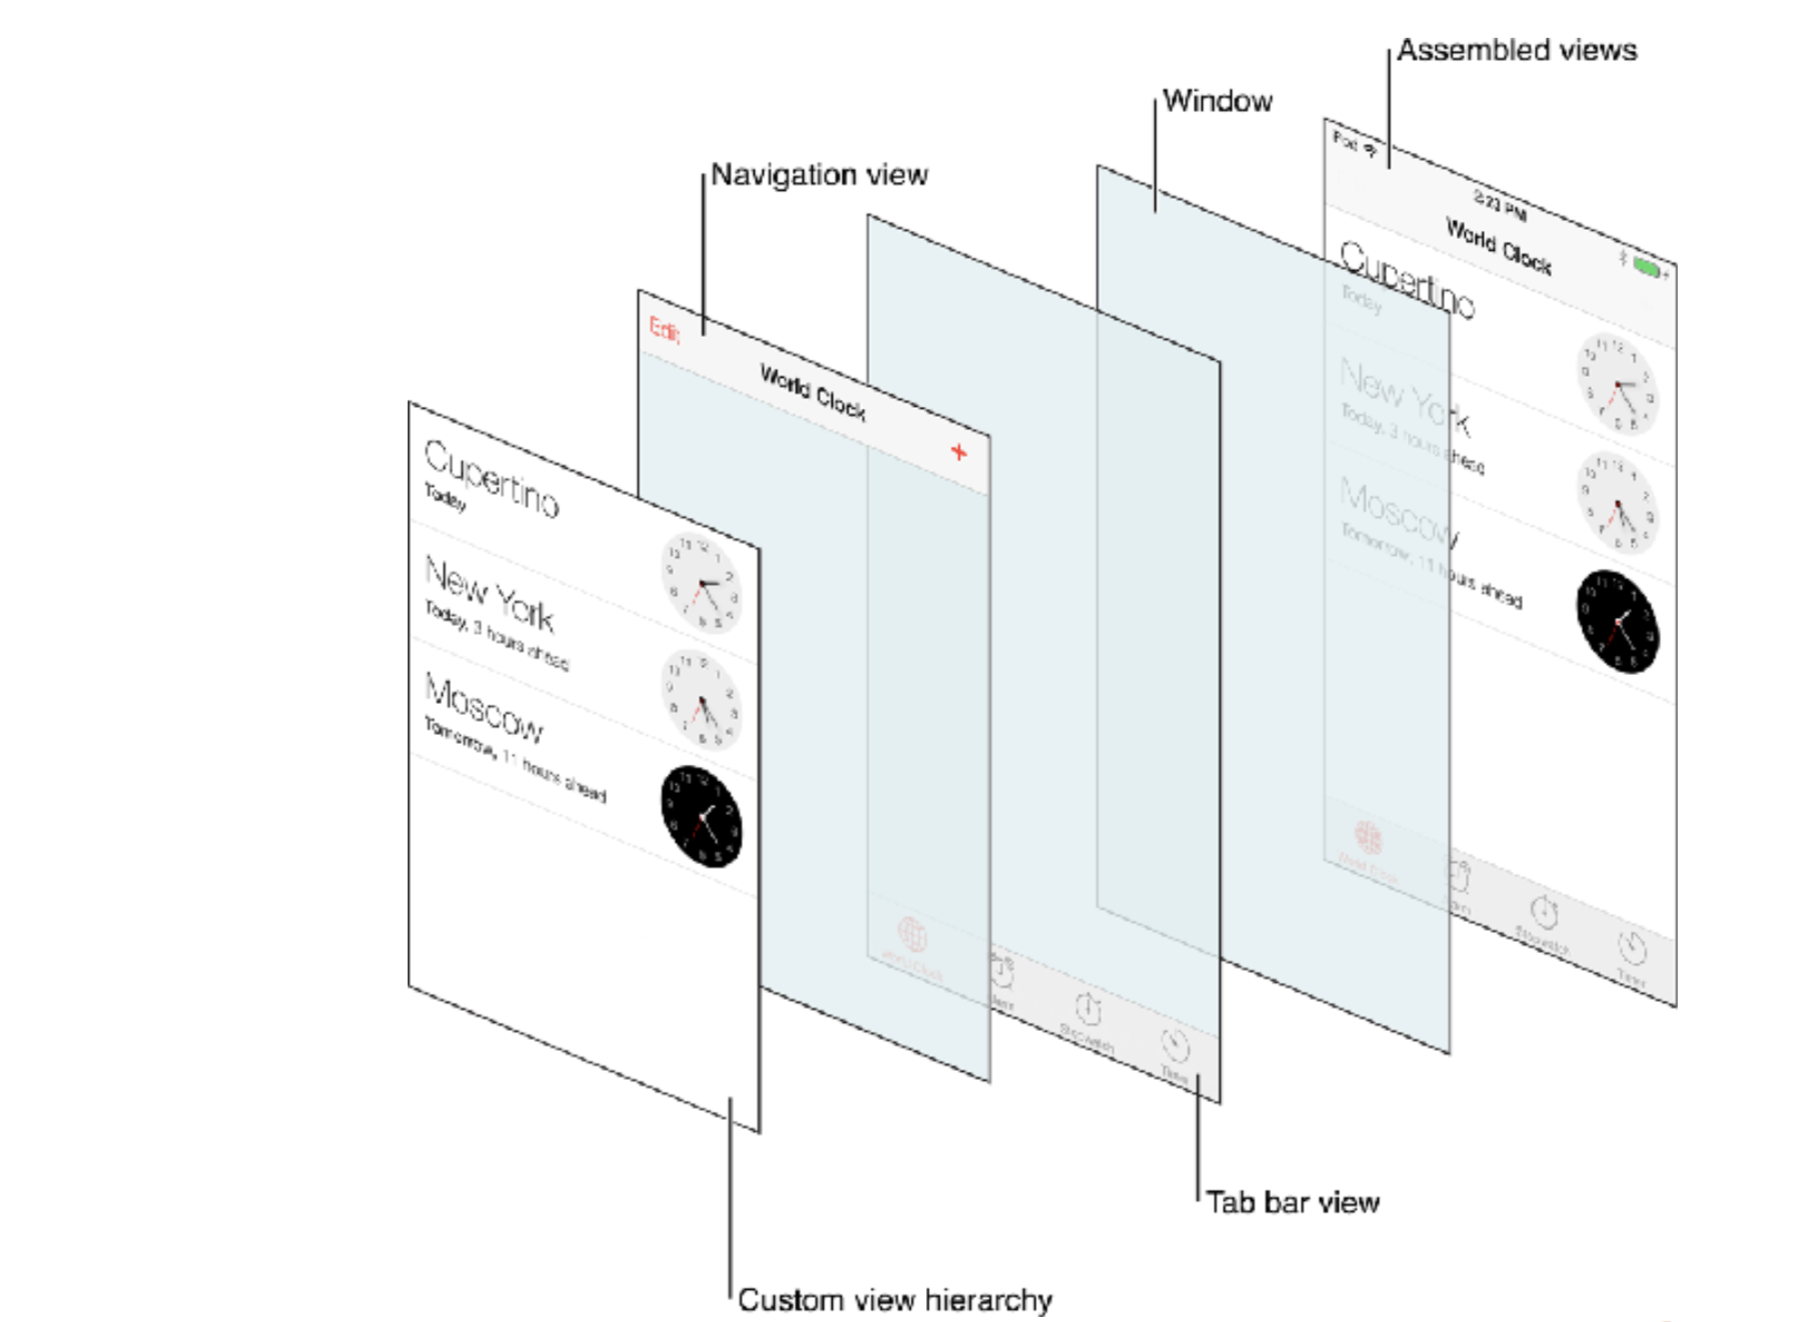 Assembled views
Window
Navigation view
iPod
2:23 PM
World Clock
Cupertino
Today
New York
Today, 3 hours ahead
Moscow
Tomorrow, 11 hours ahead
Stopwatch
Timer
Edit
World Clock
+
Cupertino
Today
New York
Today, 3 hours ahead
Moscow
Tomorrow, 11 hours ahead
World Clock
Stopwatch
Timer
Tab bar view
Custom view hierarchy